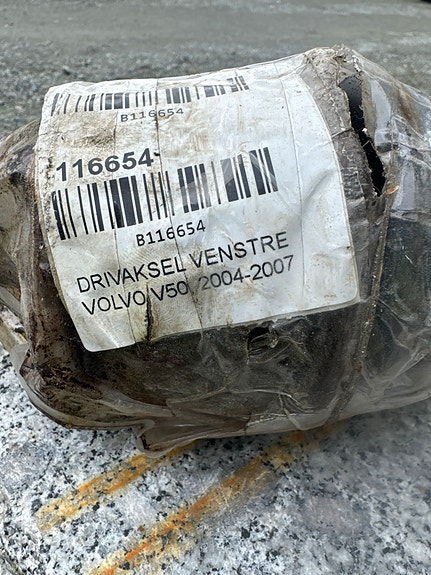 B116654
116654
B116654
DRIVAKSEL VENSTRE
VOLVO V50 2004-2007